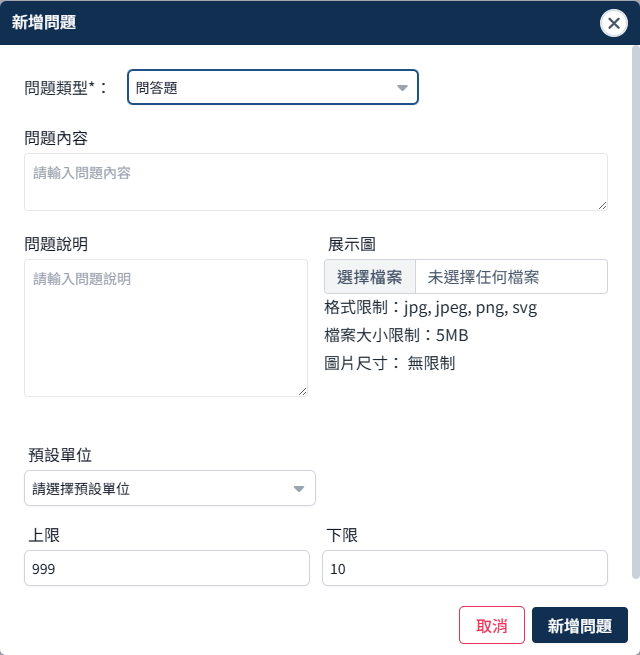 新增問題
問題類型*：
問答題
問題內容
請輸入問題內容
問題說明
請輸入問題說明
展示圖
選擇檔案 未選擇任何檔案
格式限制：jpg, jpeg, png, svg
檔案大小限制：5MB
圖片尺寸： 無限制
預設單位
請選擇預設單位
上限
999
下限
10
取消
新增問題